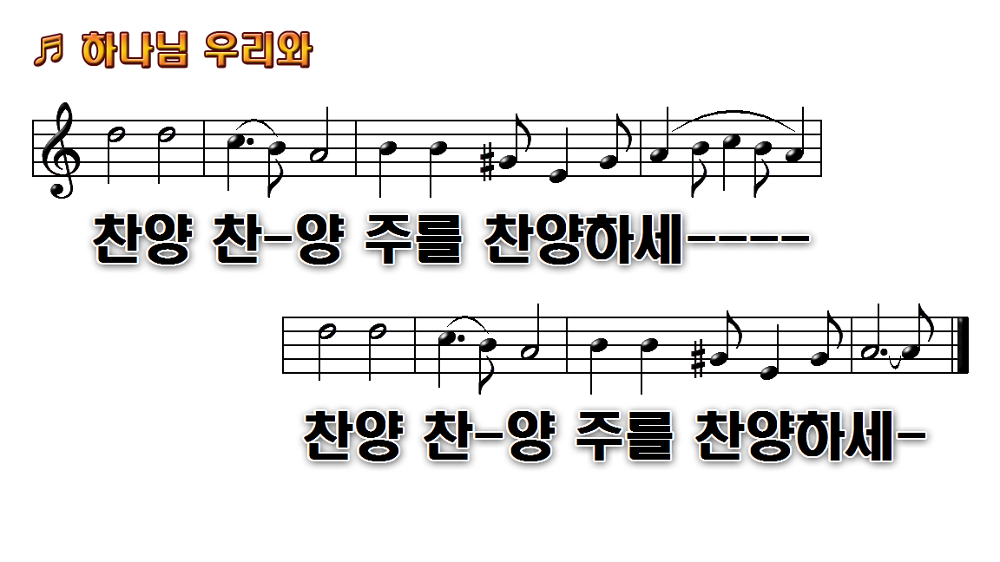 ♬ 하나님 우리와
찬양 찬-양 주를 찬양하세----
찬양 찬-양 주를 찬양하세-